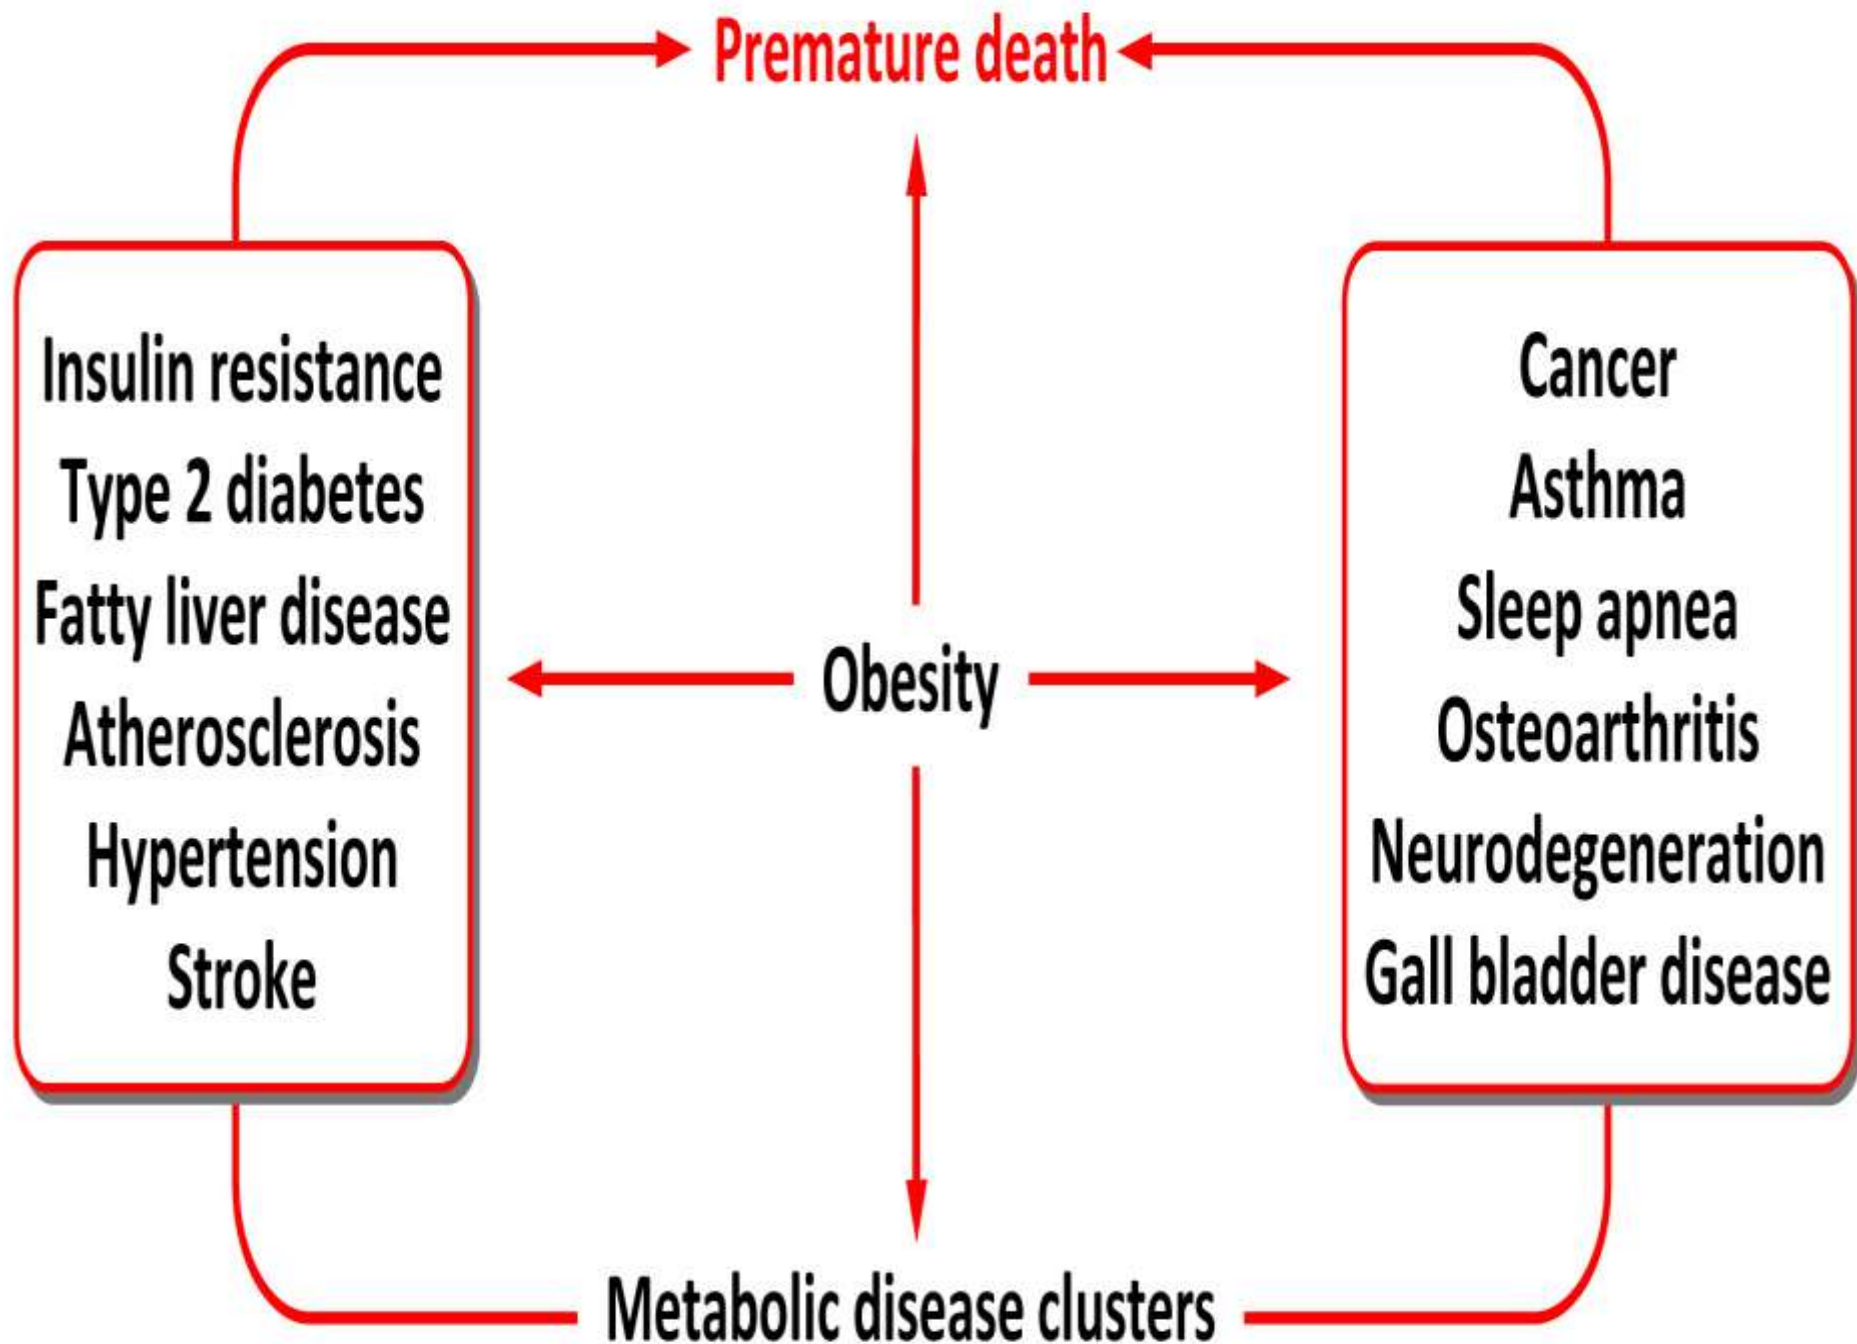 Premature death
Insulin resistance
Type 2 diabetes
Fatty liver disease
Atherosclerosis
Hypertension
Stroke
Obesity
Cancer
Asthma
Sleep apnea
Osteoarthritis
Neurodegeneration
Gall bladder disease
Metabolic disease clusters